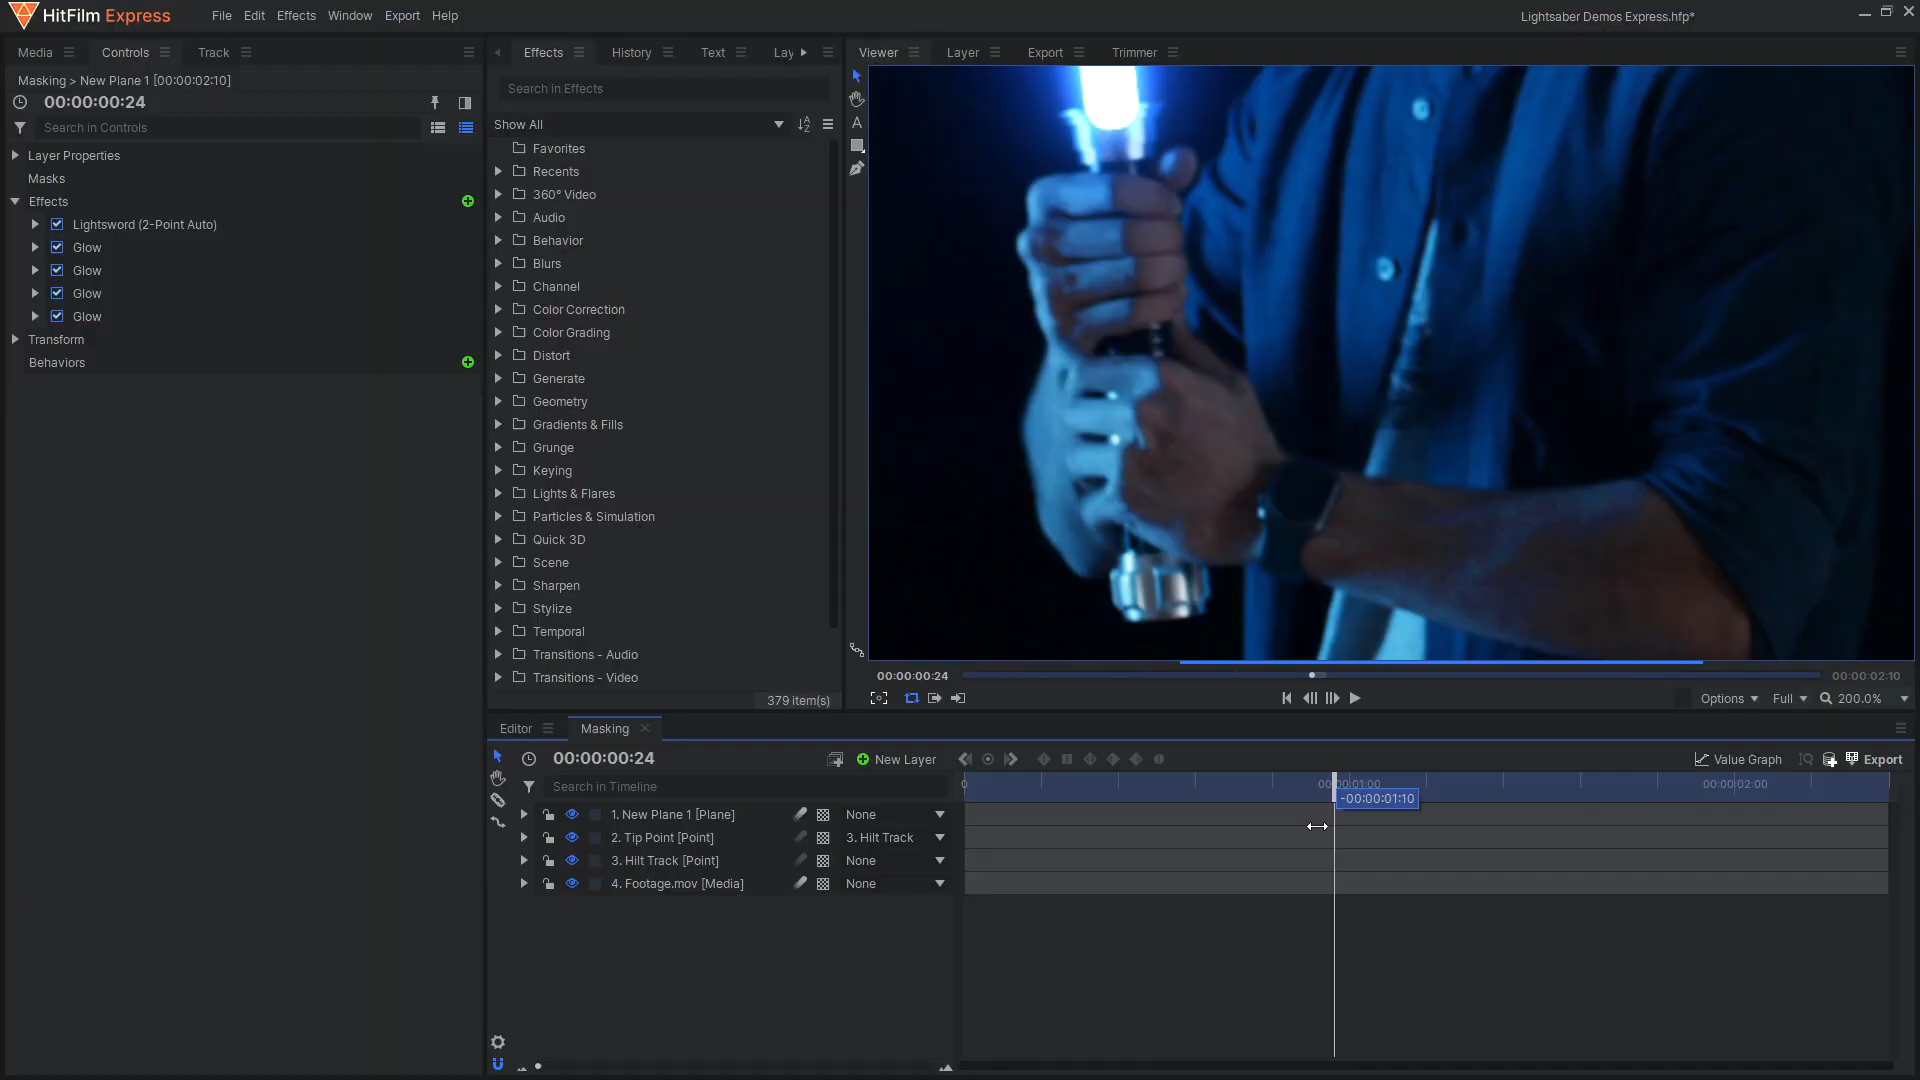 HitFilm Express
File Edit Effects Window Export Help
Lightsaber Demos Express.hfp*
Media Controls Track
Masking > New Plane 1 [00:00:02:10]
00:00:00:24
Search in Controls
Layer Properties
Masks
Effects
Lightsword (2-Point Auto)
Glow
Glow
Glow
Glow
Transform
Behaviors
Effects History Text Lay
Search in Effects
Show All
Favorites
Recents
360º Video
Audio
Behavior
Blurs
Channel
Color Correction
Color Grading
Distort
Generate
Geometry
Gradients & Fills
Grunge
Keying
Lights & Flares
Particles & Simulation
Quick 3D
Scene
Sharpen
Stylize
Temporal
Transitions - Audio
Transitions - Video
379 item(s)
Viewer Layer Export Trimmer
A
00:00:00:24
00:00:02:10
Options Full 200.0%
Editor Masking
00:00:00:24 New Layer Value Graph Export
Search in Timeline
0 00:00:01:00 00:00:02:00
-00:00:01:10
1. New Plane 1 [Plane] None
2. Tip Point [Point] 3. Hilt Track
3. Hilt Track [Point] None
4. Footage.mov [Media] None